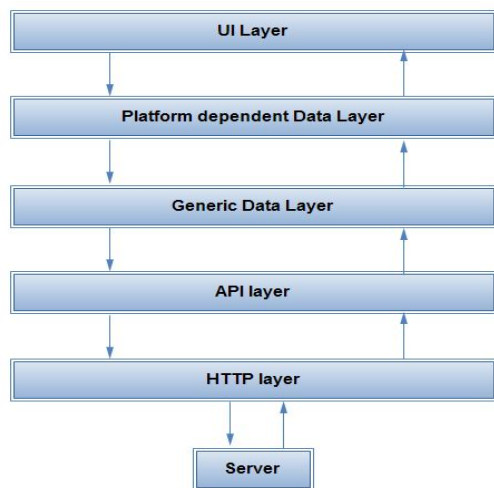 UI Layer
Platform dependent Data Layer
Generic Data Layer
API layer
HTTP layer
Server